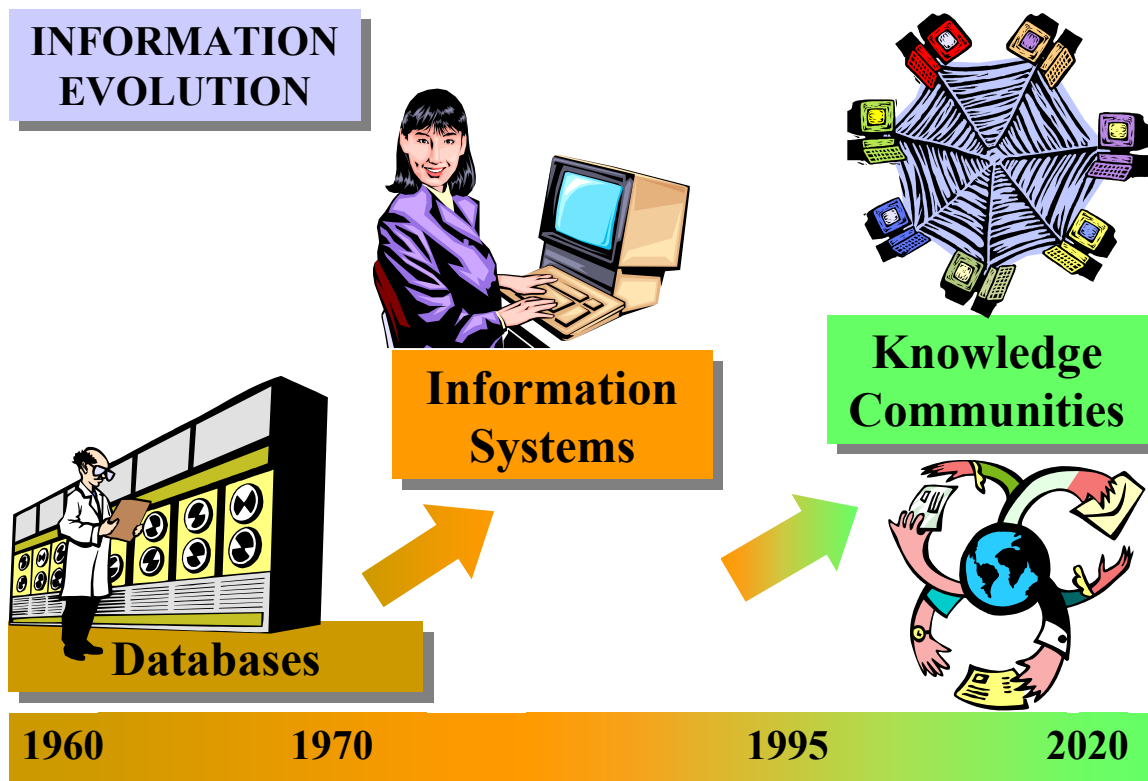 INFORMATION
EVOLUTION
Information
Systems
Knowledge
Communities
Databases
1960 1970 1995 2020